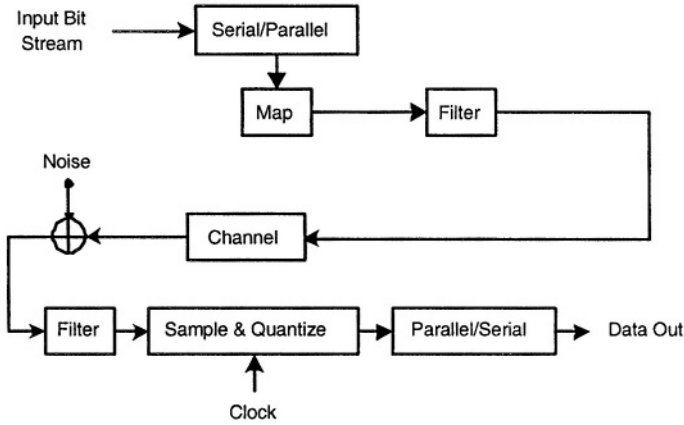 Input Bit
Stream
Serial/Parallel
Map
Filter
Noise
Channel
Filter
Sample & Quantize
Parallel/Serial
Data Out
Clock